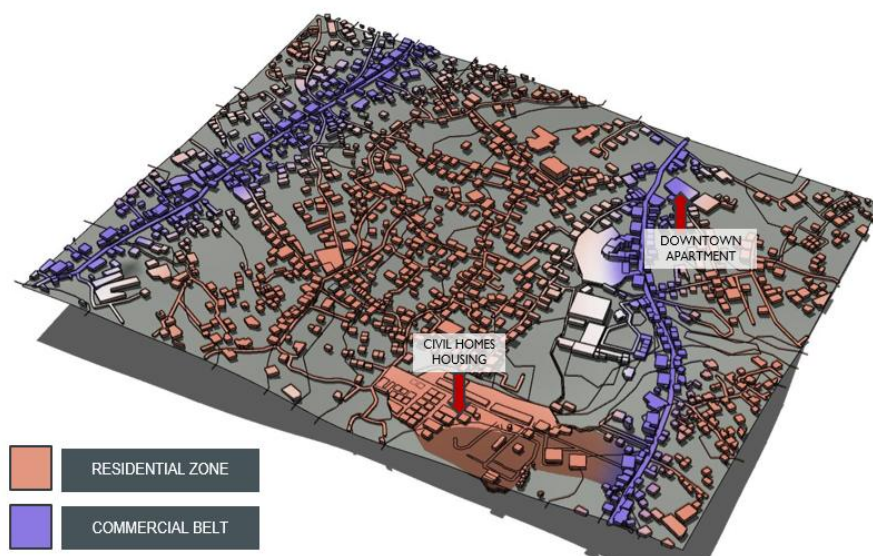 DOWNTOWN
APARTMENT
CIVIL HOMES
HOUSING
RESIDENTIAL ZONE
COMMERCIAL BELT